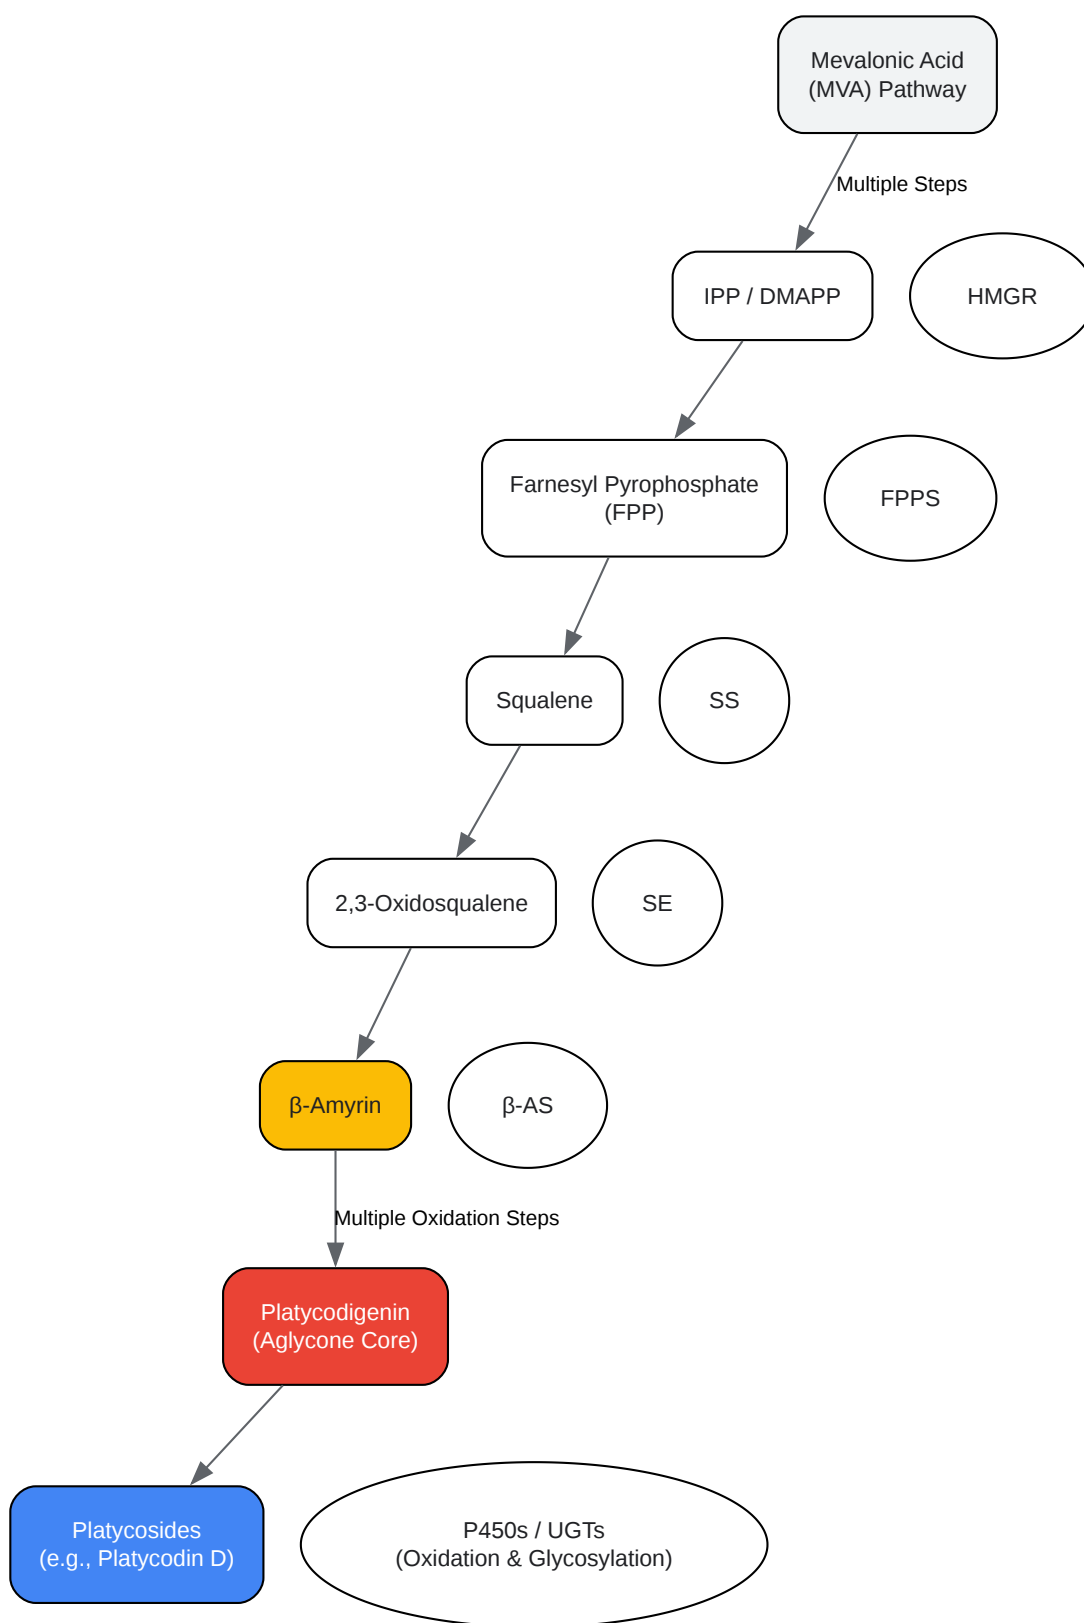 Mevalonic Acid
(MVA) Pathway
Multiple Steps
IPP / DMAPP
HMGR
Farnesyl Pyrophosphate
(FPP)
FPPS
Squalene
SS
2,3-Oxidosqualene
SE
β-Amyrin
β-AS
Multiple Oxidation Steps
Platycodigenin
(Aglycone Core)
Platycosides
(e.g., Platycodin D)
P450s / UGTs
(Oxidation & Glycosylation)